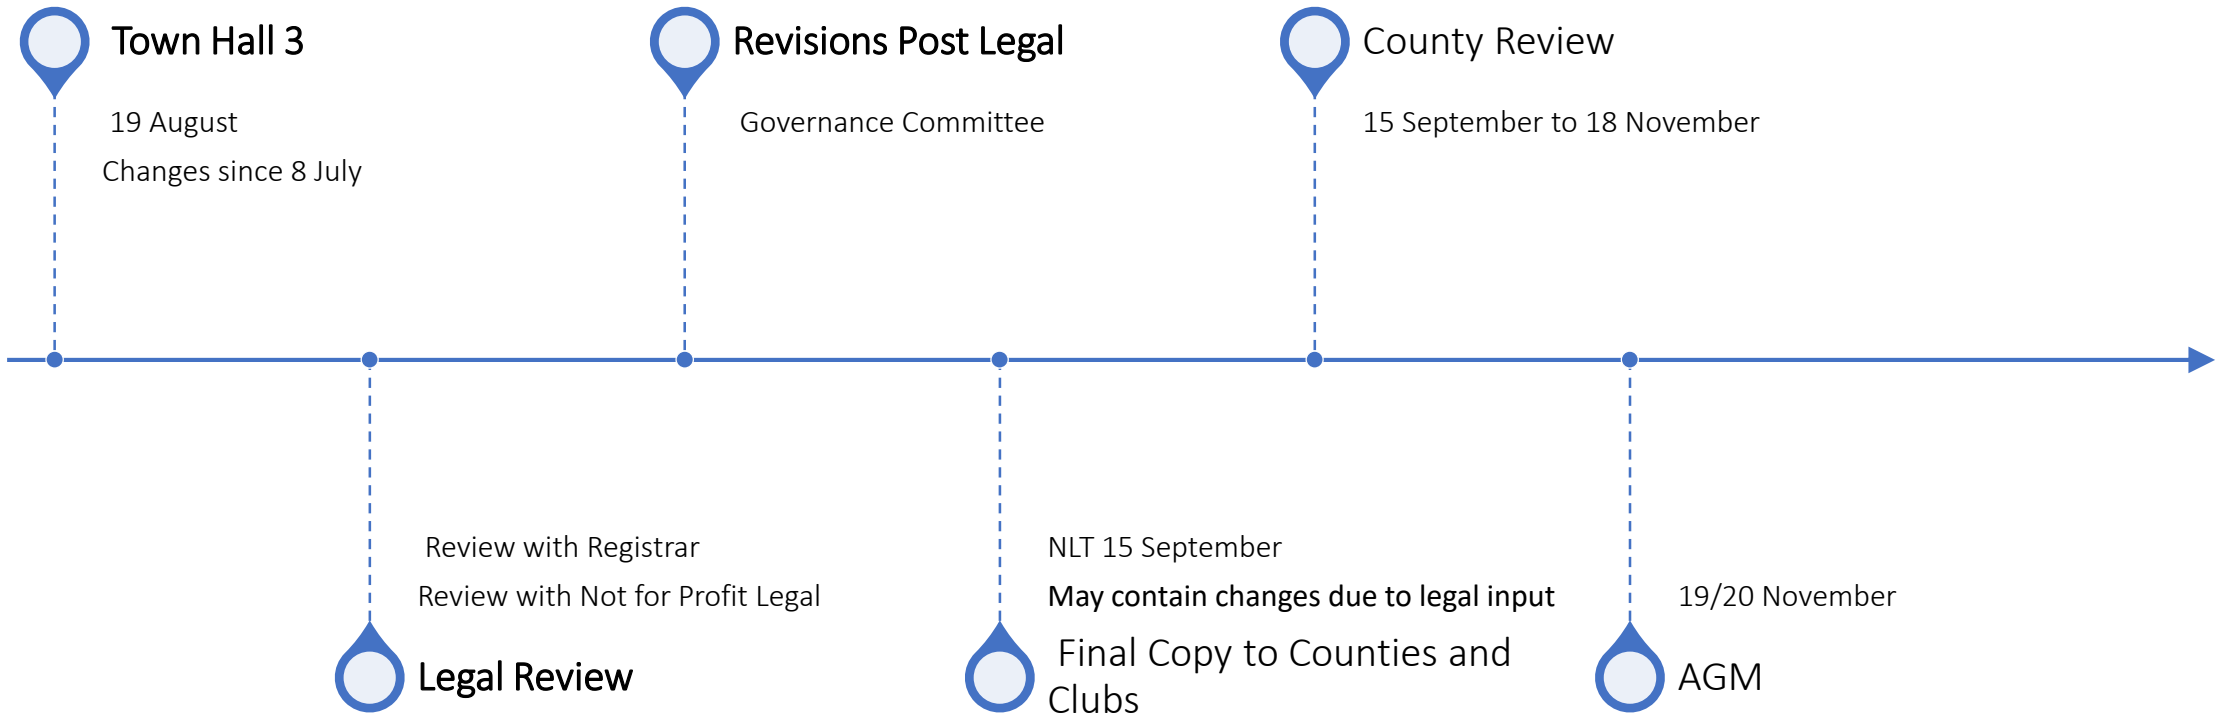 Town Hall 3
19 August
Changes since 8 July
Revisions Post Legal
Governance Committee
County Review
15 September to 18 November
Review with Registrar
Review with Not for Profit Legal
Legal Review
NLT 15 September
May contain changes due to legal input
Final Copy to Counties and
Clubs
19/20 November
AGM